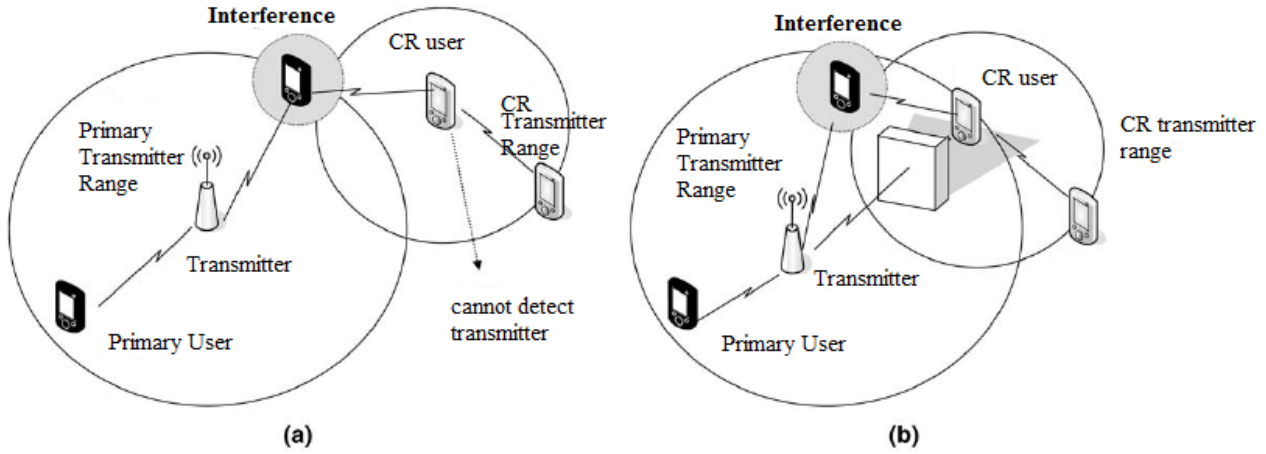 Interference
CR user
CR
Transmitter
Range
Primary
Transmitter
Range
Transmitter
cannot detect
transmitter
Primary User
(a)
Interference
CR user
CR transmitter
range
Primary
Transmitter
Range
Transmitter
Primary User
(b)